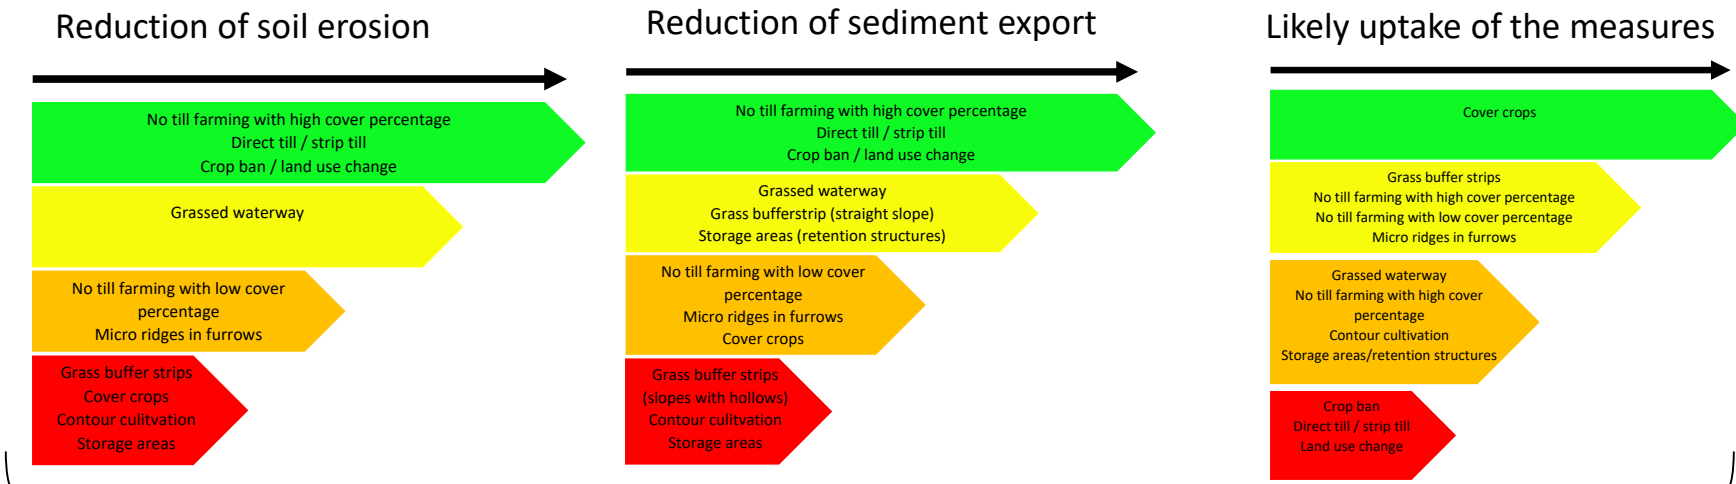 Reduction of soil erosion
No till farming with high cover percentage
Direct till / strip till
Crop ban / land use change
Grassed waterway
No till farming with low cover
percentage
Micro ridges in furrows
Grass buffer strips
Cover crops
Contour culitvation
Storage areas
Reduction of sediment export
No till farming with high cover percentage
Direct till / strip till
Crop ban / land use change
Grassed waterway
Grass bufferstrip (straight slope)
Storage areas (retention structures)
No till farming with low cover
percentage
Micro ridges in furrows
Cover crops
Grass buffer strips
(slopes with hollows)
Contour culitvation
Storage areas
Likely uptake of the measures
Cover crops
Grass buffer strips
No till farming with high cover percentage
No till farming with low cover percentage
Micro ridges in furrows
Grassed waterway
No till farming with high cover
percentage
Contour cultivation
Storage areas/retention structures
Crop ban
Direct till / strip till
Land use change